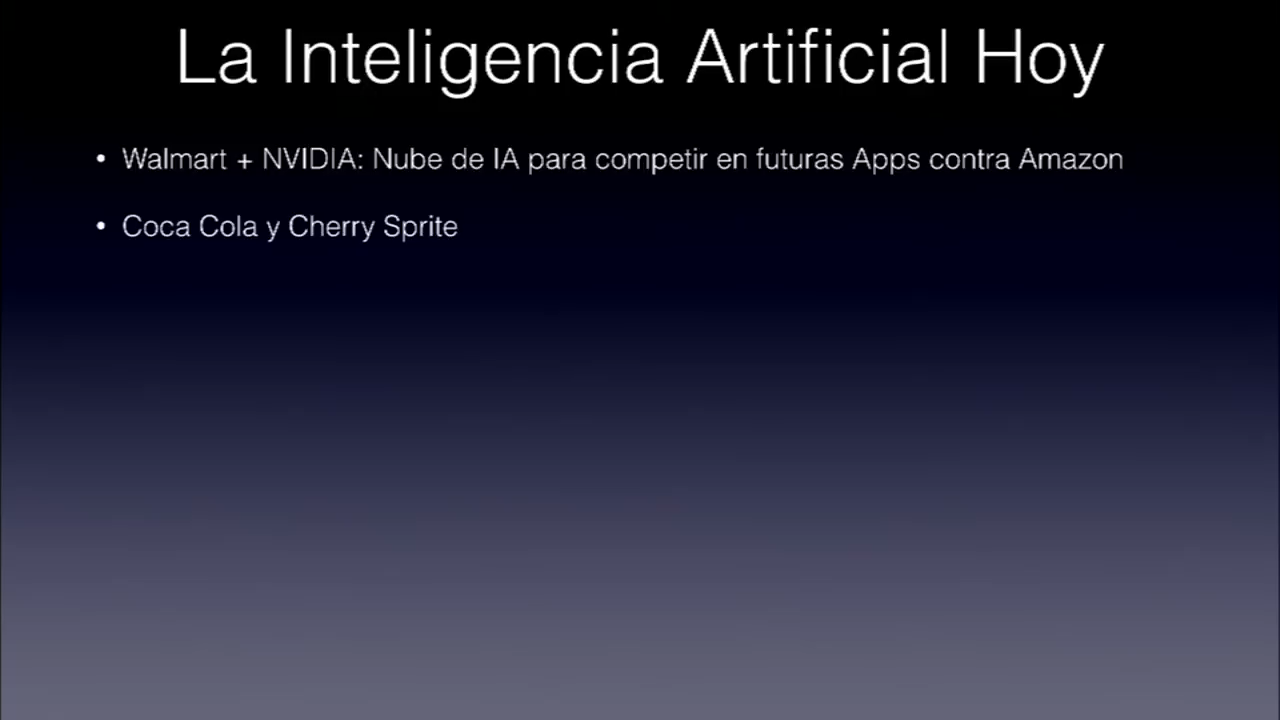 La Inteligencia Artificial Hoy
• Walmart + NVIDIA: Nube de IA para competir en futuras Apps contra Amazon
• Coca Cola y Cherry Sprite